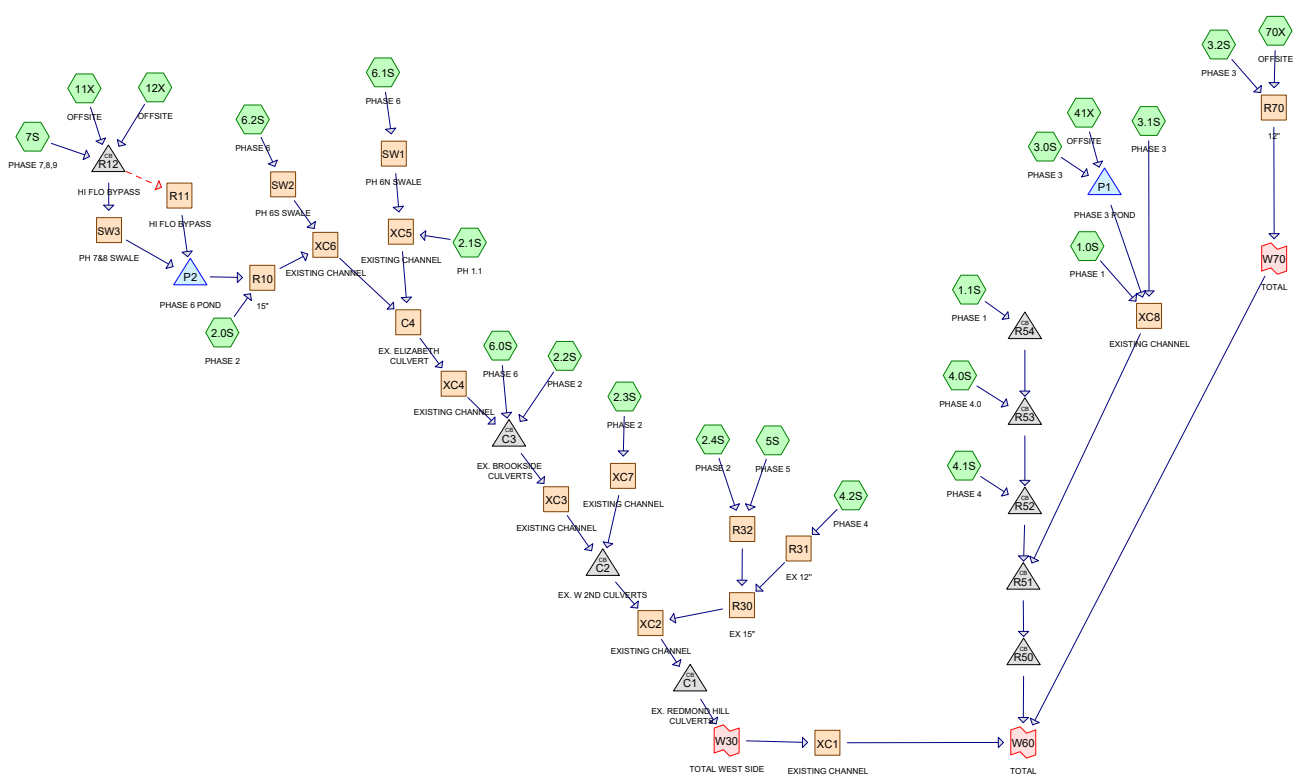 70X
OFFSITE
3.2S
PHASE 3
R70
12"
6.1S
PHASE 6
11X
OFFSITE
12X
OFFSITE
7S
PHASE 7,8,9
CB
R12
HI FLO BYPASS
R11
HI FLO BYPASS
SW3
PH 7&8 SWALE
P2
PHASE 6 POND
6.2S
PHASE 6
SW2
PH 6S SWALE
SW1
PH 6N SWALE
XC5
EXISTING CHANNEL
2.1S
PH 1.1
XC6
EXISTING CHANNEL
R10
15"
2.0S
PHASE 2
C4
EX. ELIZABETH
CULVERT
XC4
EXISTING CHANNEL
6.0S
PHASE 6
2.2S
PHASE 2
CB
C3
EX. BROOKSIDE
CULVERTS
2.3S
PHASE 2
XC7
EXISTING CHANNEL
XC3
EXISTING CHANNEL
CB
C2
EX. W 2ND CULVERTS
2.4S
PHASE 2
5S
PHASE 5
4.2S
PHASE 4
R32
R31
EX 12"
R30
EX 15"
XC2
EXISTING CHANNEL
CB
C1
EX. REDMOND HILL
CULVERTS
W30
TOTAL WEST SIDE
XC1
EXISTING CHANNEL
41X
OFFSITE
3.0S
PHASE 3
3.1S
PHASE 3
P1
PHASE 3 POND
1.0S
PHASE 1
XC8
EXISTING CHANNEL
1.1S
PHASE 1
CB
R54
4.0S
PHASE 4.0
CB
R53
4.1S
PHASE 4
CB
R52
CB
R51
CB
R50
W60
TOTAL
W70
TOTAL